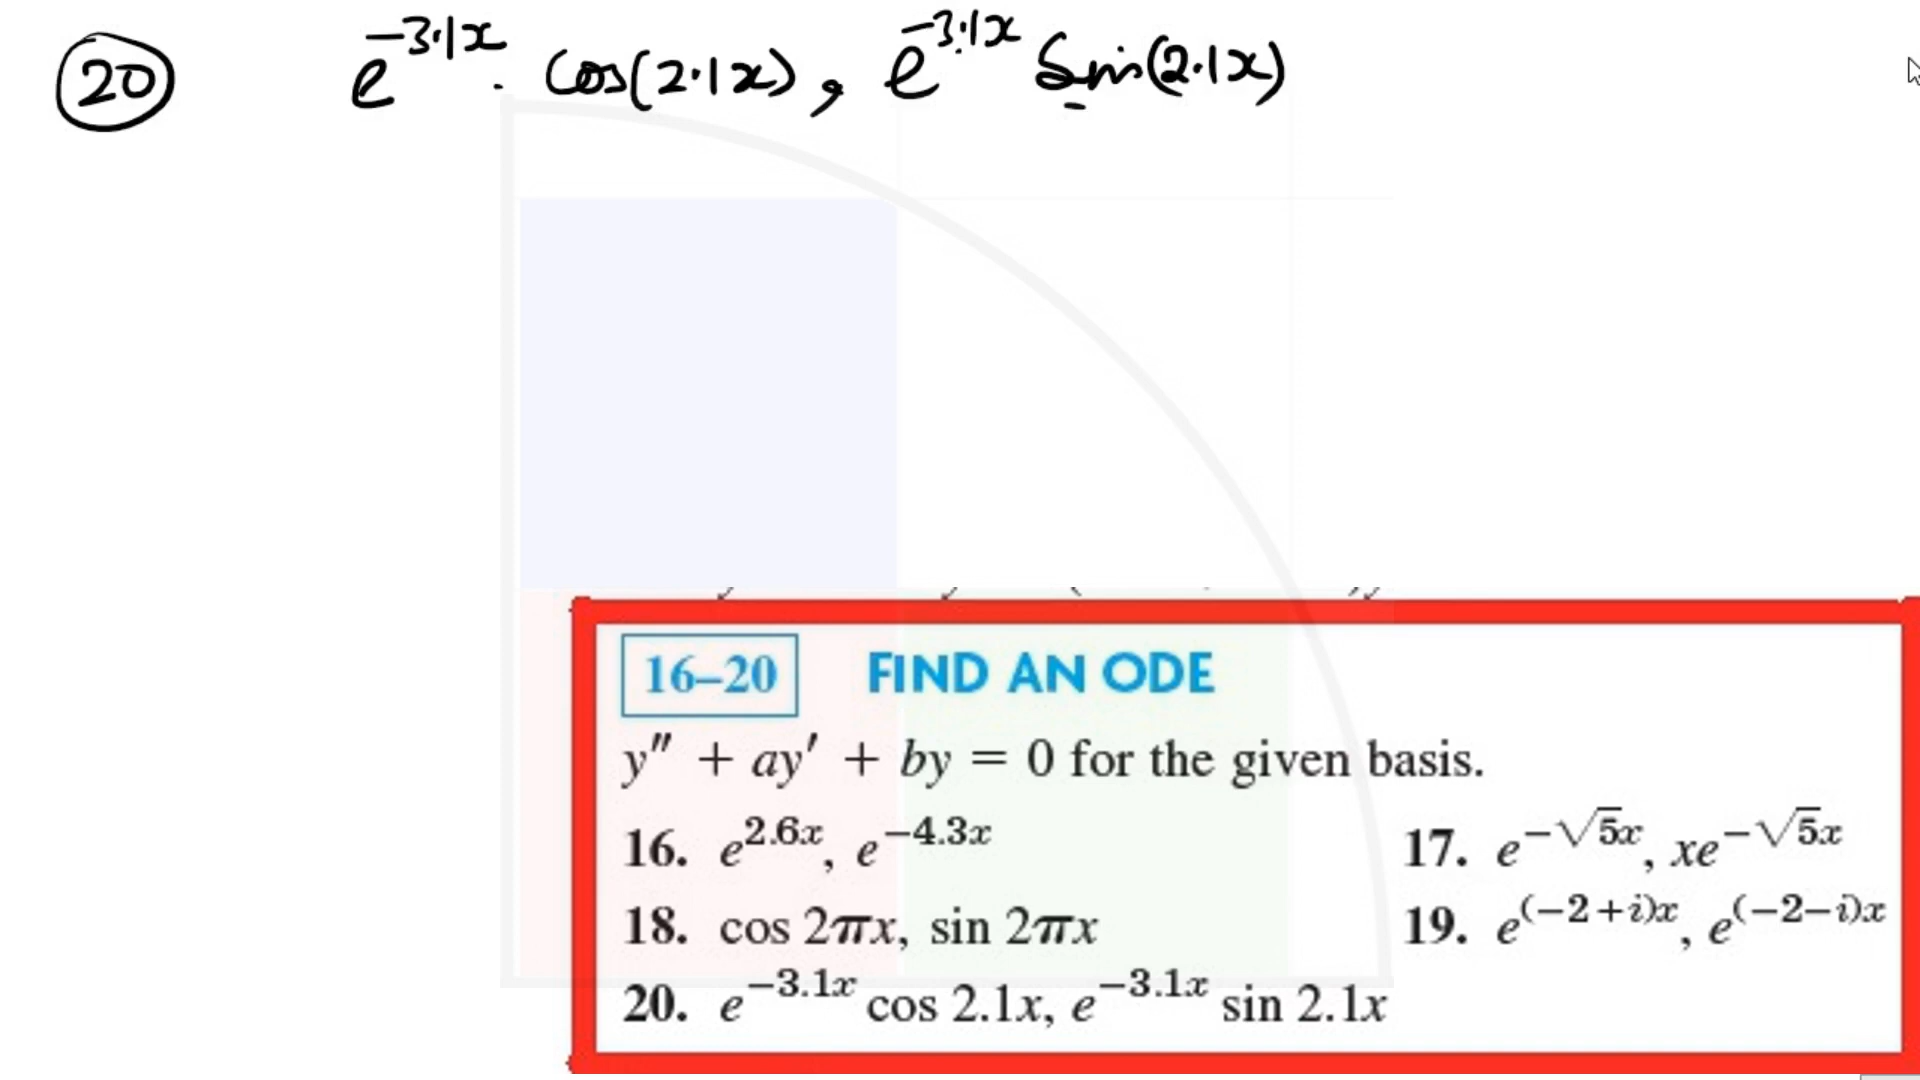 20 e^-3.1x . cos(2.1x), e^-3.1x Sin(2.1x)
16–20 FIND AN ODE
y″ + ay′ + by = 0 for the given basis.
16. e^2.6x, e^−4.3x 17. e^−√5x, xe^−√5x
18. cos 2πx, sin 2πx 19. e^(−2+i)x, e^(−2−i)x
20. e^−3.1x cos 2.1x, e^−3.1x sin 2.1x